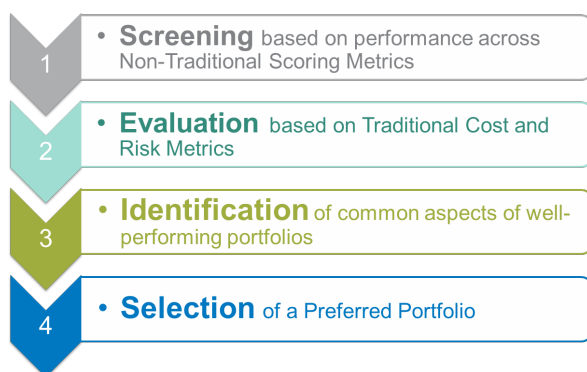 1
• Screening based on performance across
Non-Traditional Scoring Metrics
2
• Evaluation based on Traditional Cost and
Risk Metrics
3
• Identification of common aspects of well-
performing portfolios
4
• Selection of a Preferred Portfolio